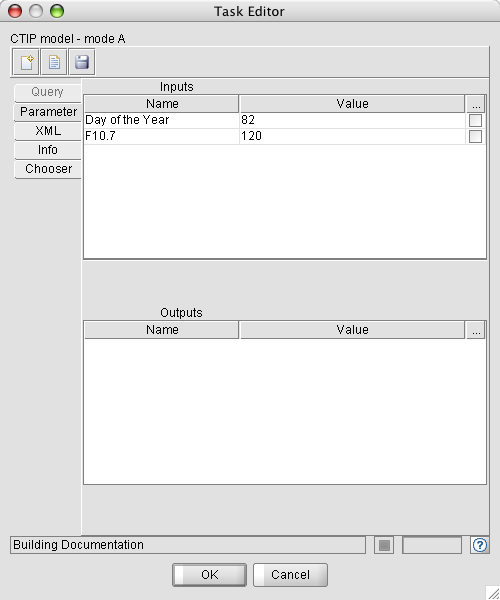 Task Editor
CTIP model - mode A
Query
Parameter
XML
Info
Chooser
Inputs
Name Value ...
Day of the Year 82
F10.7 120
Outputs
Name Value ...
Building Documentation ?
OK Cancel